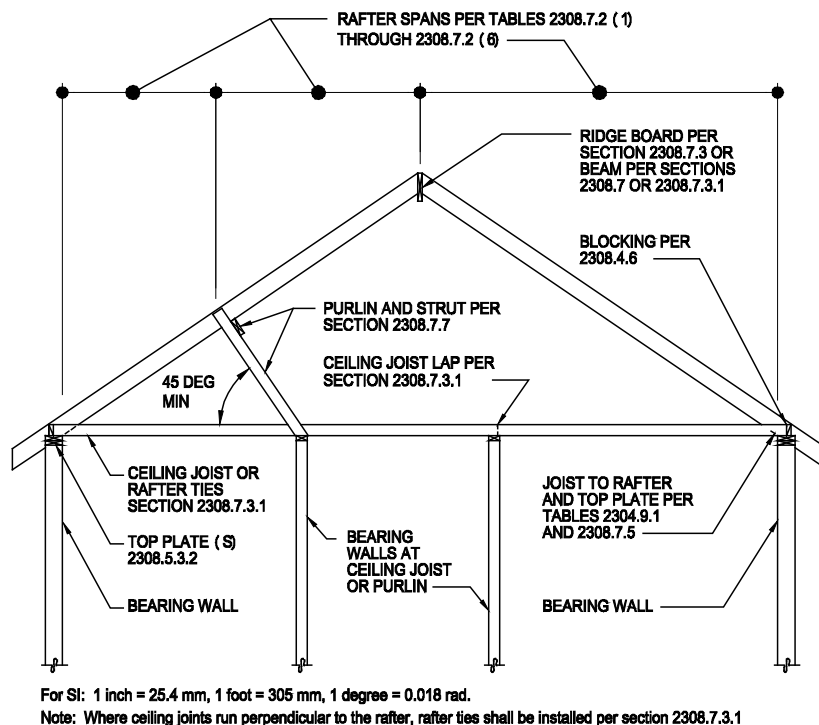 RAFTER SPANS PER TABLES 2308.7.2 ( 1)
THROUGH 2308.7.2 ( 6)
RIDGE BOARD PER
SECTION 2308.7.3 OR
BEAM PER SECTIONS
2308.7 OR 2308.7.3.1
BLOCKING PER
2308.4.6
PURLIN AND STRUT PER
SECTION 2308.7.7
CEILING JOIST LAP PER
SECTION 2308.7.3.1
45 DEG
MIN
CEILING JOIST OR
RAFTER TIES
SECTION 2308.7.3.1
TOP PLATE ( S)
2308.5.3.2
BEARING WALL
BEARING
WALLS AT
CEILING JOIST
OR PURLIN
JOIST TO RAFTER
AND TOP PLATE PER
TABLES 2304.9.1
AND 2308.7.5
BEARING WALL
For SI: 1 inch = 25.4 mm, 1 foot = 305 mm, 1 degree = 0.018 rad.
Note: Where ceiling joints run perpendicular to the rafter, rafter ties shall be installed per section 2308.7.3.1